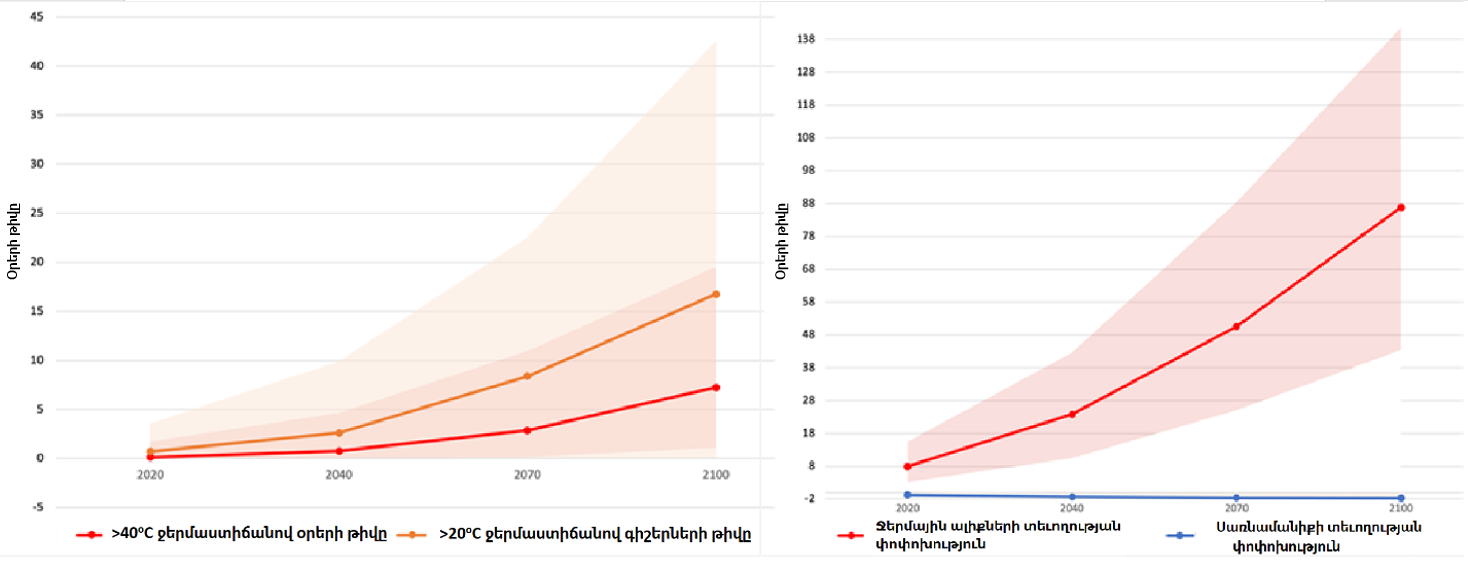 45
40
35
30
25
20
15
10
5
0
-5
Օրերի թիվը
2020 2040 2070 2100
>40°C ջերմաստիճանով օրերի թիվը
>20°C ջերմաստիճանով գիշերների թիվը
138
128
118
108
98
88
78
68
58
48
38
28
18
8
-2
Օրերի թիվը
2020 2040 2070 2100
Ջերմային ալիքների տեւողության
փոփոխություն
Սառնամանիքի տեւողության
փոփոխություն